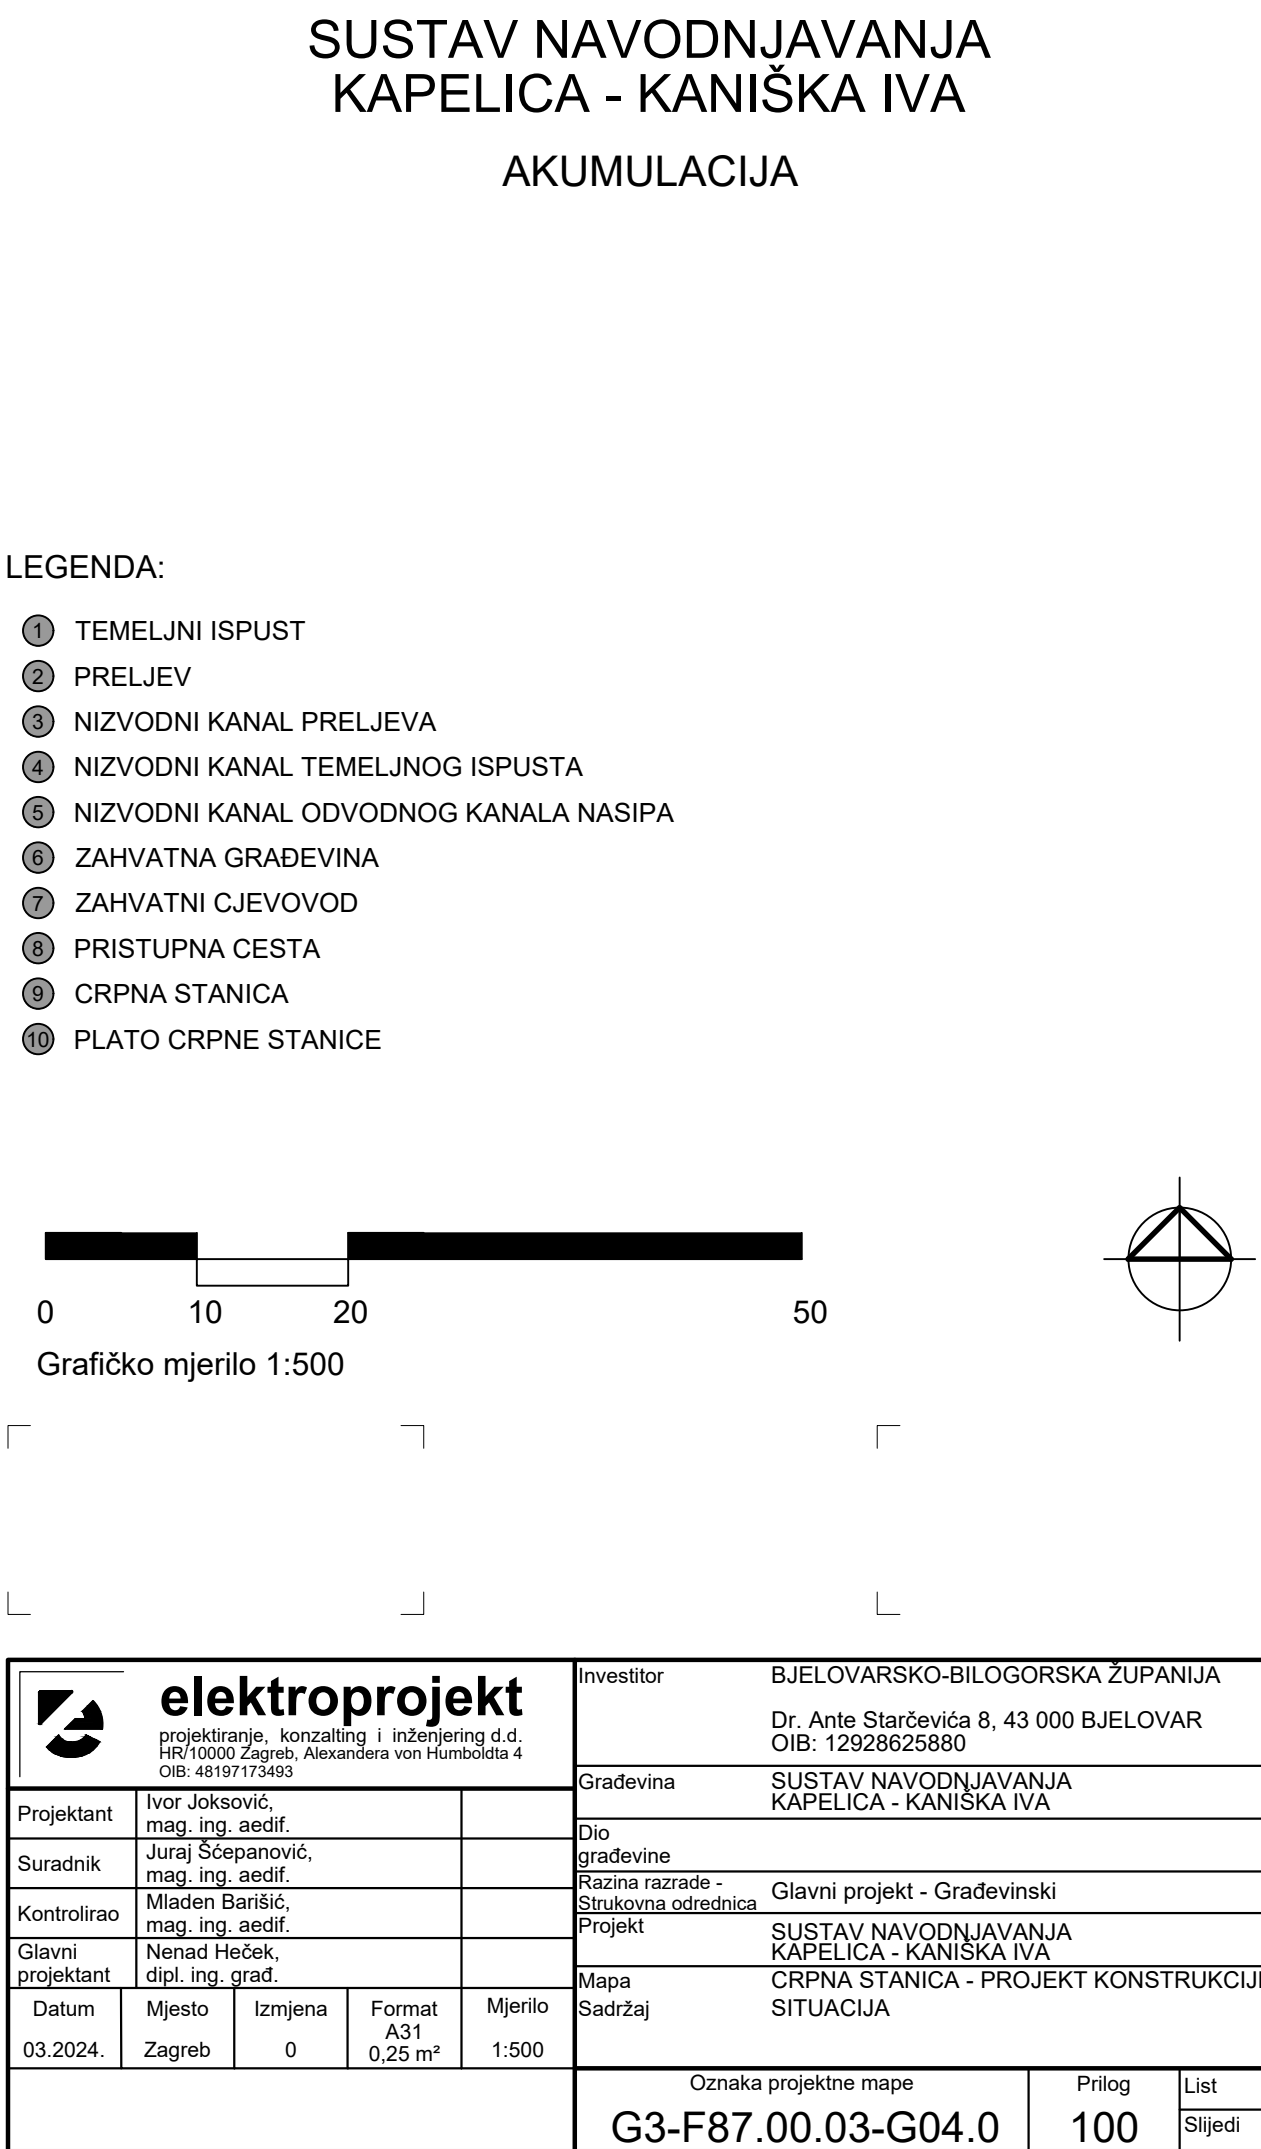 SUSTAV NAVODNJAVANJA
KAPELICA - KANIŠKA IVA
AKUMULACIJA
LEGENDA:
1 TEMELJNI ISPUST
2 PRELJEV
3 NIZVODNI KANAL PRELJEVA
4 NIZVODNI KANAL TEMELJNOG ISPUSTA
5 NIZVODNI KANAL ODVODNOG KANALA NASIPA
6 ZAHVATNA GRAĐEVINA
7 ZAHVATNI CJEVOVOD
8 PRISTUPNA CESTA
9 CRPNA STANICA
10 PLATO CRPNE STANICE
0 10 20 50
Grafičko mjerilo 1:500
elektroprojekt
projektiranje, konzalting i inženjering d.d.
HR/10000 Zagreb, Alexandera von Humboldta 4
OIB: 48197173493
Projektant
Ivor Joksović,
mag. ing. aedif.
Suradnik
Juraj Šćepanović,
mag. ing. aedif.
Kontrolirao
Mladen Barišić,
mag. ing. aedif.
Glavni
projektant
Nenad Heček,
dipl. ing. građ.
Datum
03.2024.
Mjesto
Zagreb
Izmjena
0
Format
A31
0,25 m²
Mjerilo
1:500
Investitor
BJELOVARSKO-BILOGORSKA ŽUPANIJA
Dr. Ante Starčevića 8, 43 000 BJELOVAR
OIB: 12928625880
Građevina
SUSTAV NAVODNJAVANJA
KAPELICA - KANIŠKA IVA
Dio
građevine
Razina razrade -
Strukovna odrednica
Glavni projekt - Građevinski
Projekt
SUSTAV NAVODNJAVANJA
KAPELICA - KANIŠKA IVA
Mapa
CRPNA STANICA - PROJEKT
Sadržaj
SITUACIJA
Oznaka projektne mape
G3-F87.00.03-G04.0
Prilog
100
List
Slijedi